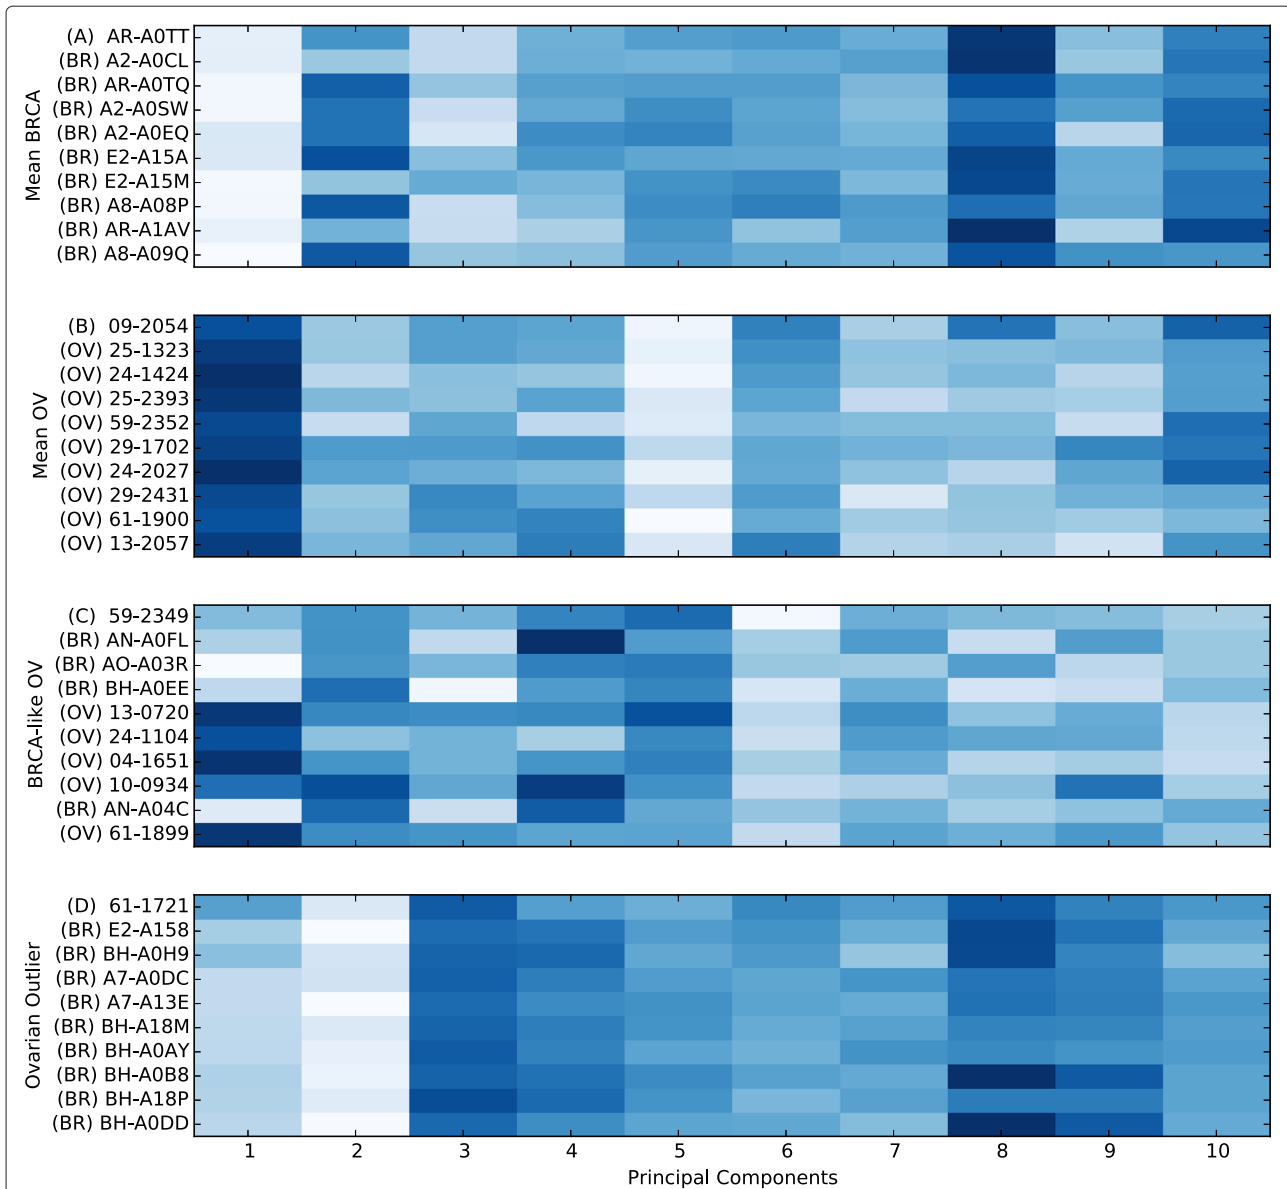 Mean BRCA
(A) AR-A0TT
(BR) A2-A0CL
(BR) AR-A0TQ
(BR) A2-A0SW
(BR) A2-A0EQ
(BR) E2-A15A
(BR) E2-A15M
(BR) A8-A08P
(BR) AR-A1AV
(BR) A8-A09Q
Mean OV
(B) 09-2054
(OV) 25-1323
(OV) 24-1424
(OV) 25-2393
(OV) 59-2352
(OV) 29-1702
(OV) 24-2027
(OV) 29-2431
(OV) 61-1900
(OV) 13-2057
BRCA-like OV
(C) 59-2349
(BR) AN-A0FL
(BR) AO-A03R
(BR) BH-A0EE
(OV) 13-0720
(OV) 24-1104
(OV) 04-1651
(OV) 10-0934
(BR) AN-A04C
(OV) 61-1899
Ovarian Outlier
(D) 61-1721
(BR) E2-A158
(BR) BH-A0H9
(BR) A7-A0DC
(BR) A7-A13E
(BR) BH-A18M
(BR) BH-A0AY
(BR) BH-A0B8
(BR) BH-A18P
(BR) BH-A0DD
1 2 3 4 5 6 7 8 9 10
Principal Components